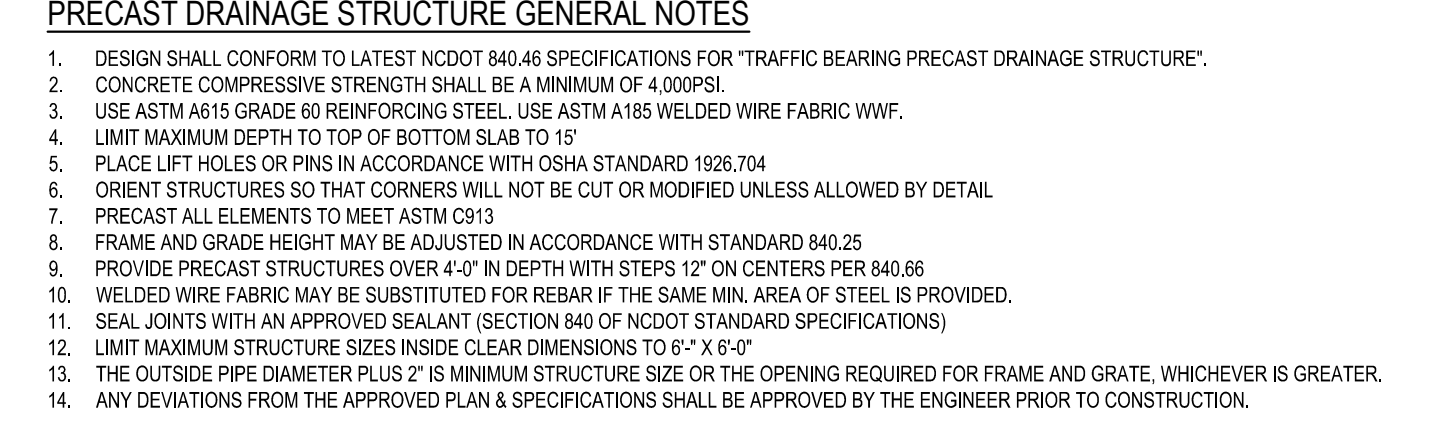 PRECAST DRAINAGE STRUCTURE GENERAL NOTES
1. DESIGN SHALL CONFORM TO LATEST NCDOT 840.46 SPECIFICATIONS FOR "TRAFFIC BEARING PRECAST DRAINAGE STRUCTURE".
2. CONCRETE COMPRESSIVE STRENGTH SHALL BE A MINIMUM OF 4,000PSI.
3. USE ASTM A615 GRADE 60 REINFORCING STEEL. USE ASTM A185 WELDED WIRE FABRIC WWF.
4. LIMIT MAXIMUM DEPTH TO TOP OF BOTTOM SLAB TO 15'
5. PLACE LIFT HOLES OR PINS IN ACCORDANCE WITH OSHA STANDARD 1926.704
6. ORIENT STRUCTURES SO THAT CORNERS WILL NOT BE CUT OR MODIFIED UNLESS ALLOWED BY DETAIL
7. PRECAST ALL ELEMENTS TO MEET ASTM C913
8. FRAME AND GRADE HEIGHT MAY BE ADJUSTED IN ACCORDANCE WITH STANDARD 840.25
9. PROVIDE PRECAST STRUCTURES OVER 4'-0" IN DEPTH WITH STEPS 12" ON CENTERS PER 840.66
10. WELDED WIRE FABRIC MAY BE SUBSTITUTED FOR REBAR IF THE SAME MIN. AREA OF STEEL IS PROVIDED.
11. SEAL JOINTS WITH AN APPROVED SEALANT (SECTION 840 OF NCDOT STANDARD SPECIFICATIONS)
12. LIMIT MAXIMUM STRUCTURE SIZES INSIDE CLEAR DIMENSIONS TO 6'-" X 6'-0"
13. THE OUTSIDE PIPE DIAMETER PLUS 2" IS MINIMUM STRUCTURE SIZE OR THE OPENING REQUIRED FOR FRAME AND GRATE, WHICHEVER IS GREATER.
14. ANY DEVIATIONS FROM THE APPROVED PLAN & SPECIFICATIONS SHALL BE APPROVED BY THE ENGINEER PRIOR TO CONSTRUCTION.